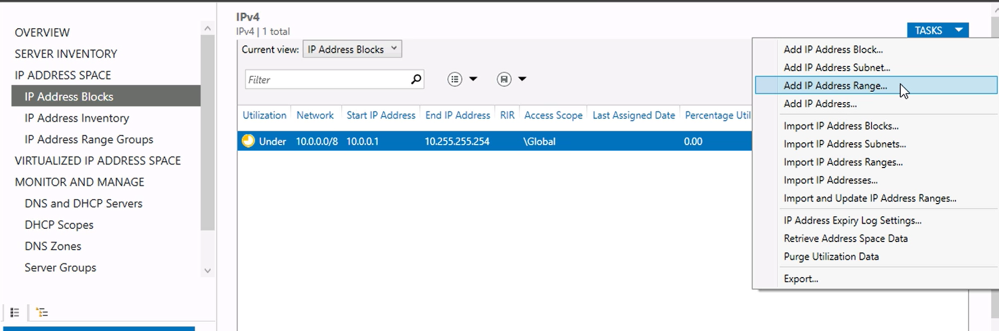 OVERVIEW
SERVER INVENTORY
IP ADDRESS SPACE
IP Address Blocks
IP Address Inventory
IP Address Range Groups
VIRTUALIZED IP ADDRESS SPACE
MONITOR AND MANAGE
DNS and DHCP Servers
DHCP Scopes
DNS Zones
Server Groups
IPv4
IPv4 | 1 total
Current view: IP Address Blocks
Filter
Utilization Network Start IP Address End IP Address RIR Access Scope Last Assigned Date Percentage Util
Under 10.0.0.0/8 10.0.0.1 10.255.255.254 \Global 0.00
TASKS
Add IP Address Block...
Add IP Address Subnet...
Add IP Address Range...
Add IP Address...
Import IP Address Blocks...
Import IP Address Subnets...
Import IP Address Ranges...
Import IP Addresses...
Import and Update IP Address Ranges...
IP Address Expiry Log Settings...
Retrieve Address Space Data
Purge Utilization Data
Export...